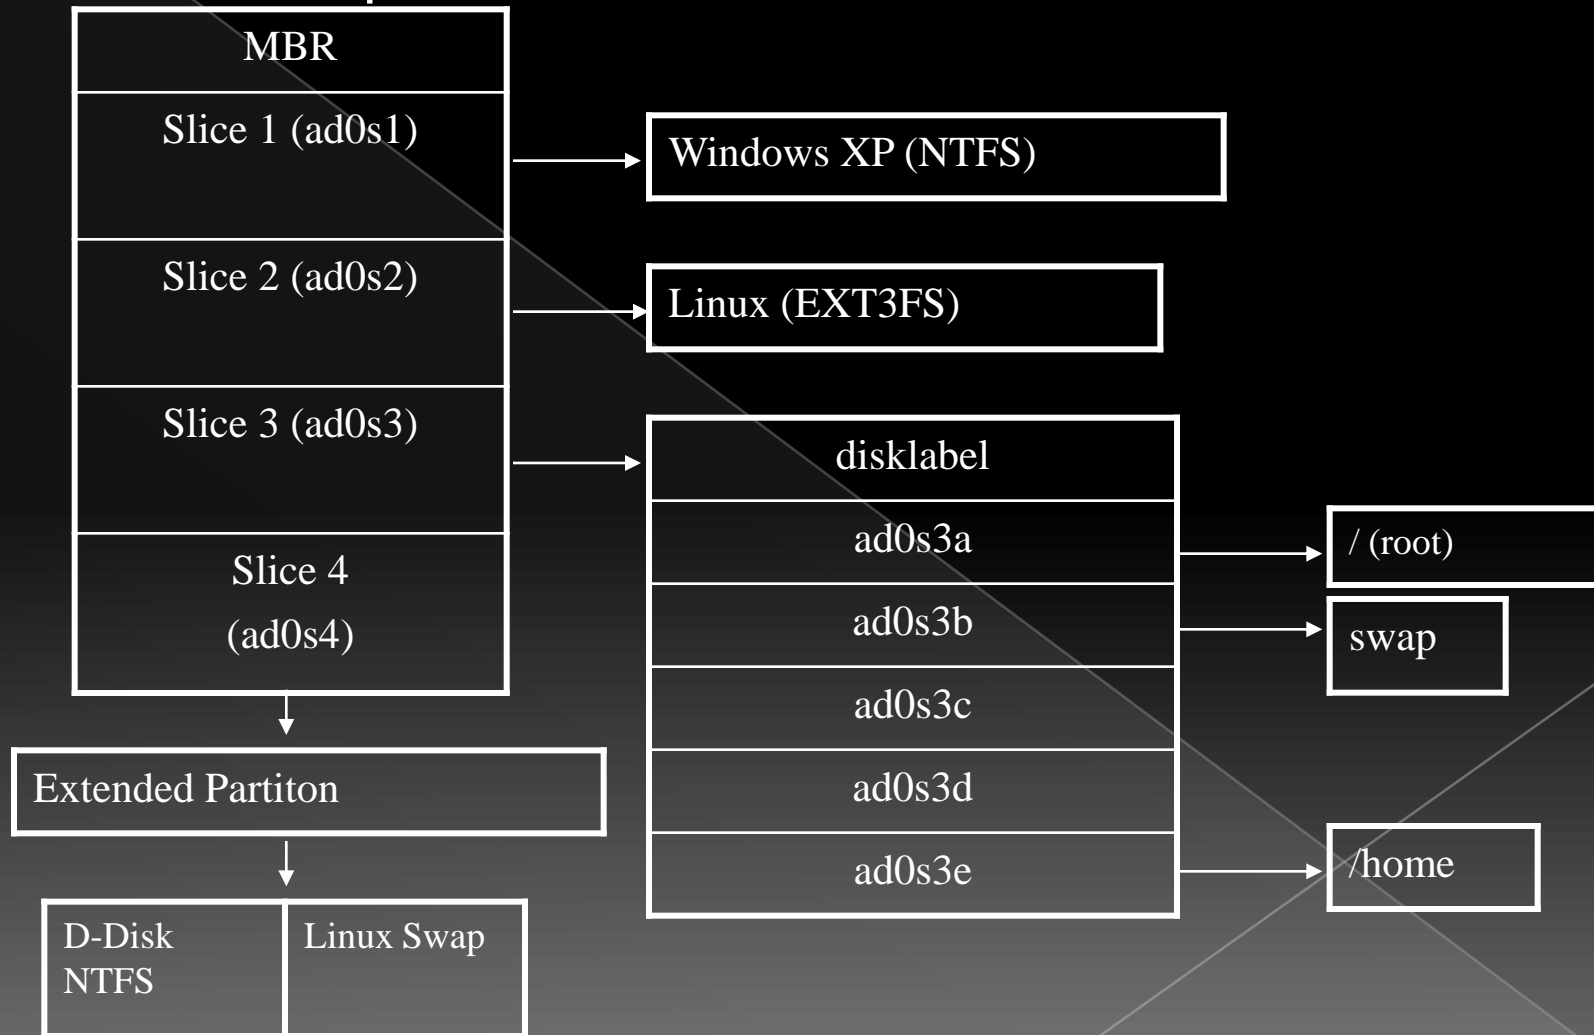 MBR
Slice 1 (ad0s1)
Windows XP (NTFS)
Slice 2 (ad0s2)
Linux (EXT3FS)
Slice 3 (ad0s3)
disklabel
ad0s3a
/ (root)
Slice 4
(ad0s4)
ad0s3b
swap
ad0s3c
Extended Partiton
ad0s3d
ad0s3e
/home
D-Disk
NTFS
Linux Swap